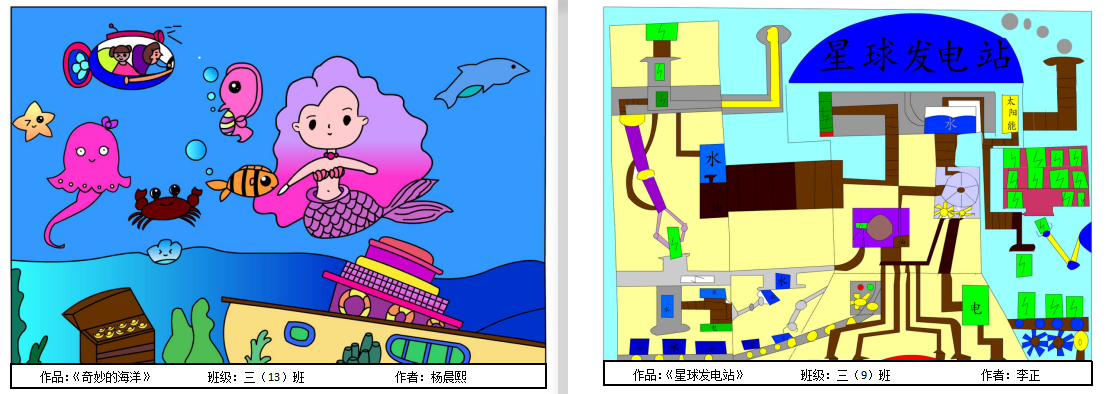 作品：《奇妙的海洋》 班级：三（13）班 作者：杨晨熙
星球发电站
太阳能
水
水
电
作品：《星球发电站》 班级：三（9）班 作者：李正